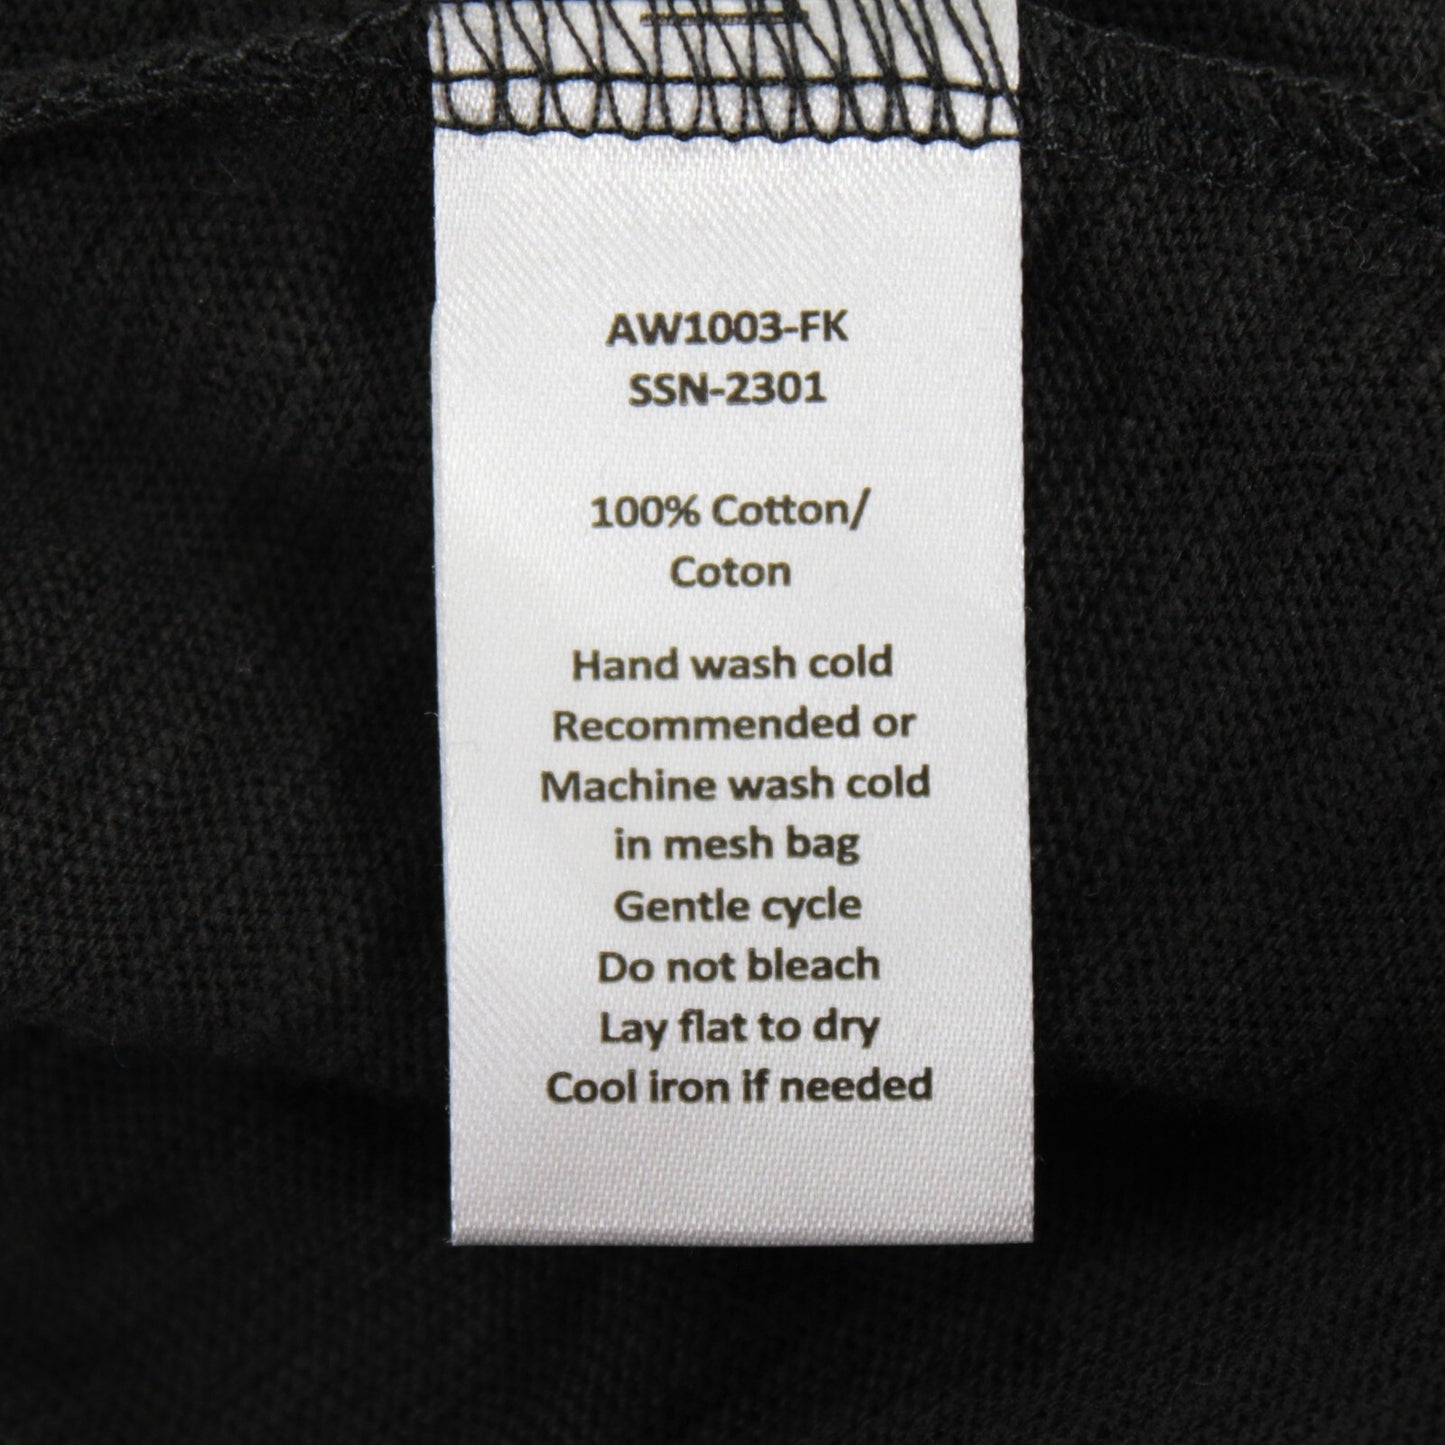 AW1003-FK
SSN-2301
100% Cotton/
Coton
Hand wash cold
Recommended or
Machine wash cold
in mesh bag
Gentle cycle
Do not bleach
Lay flat to dry
Cool iron if needed